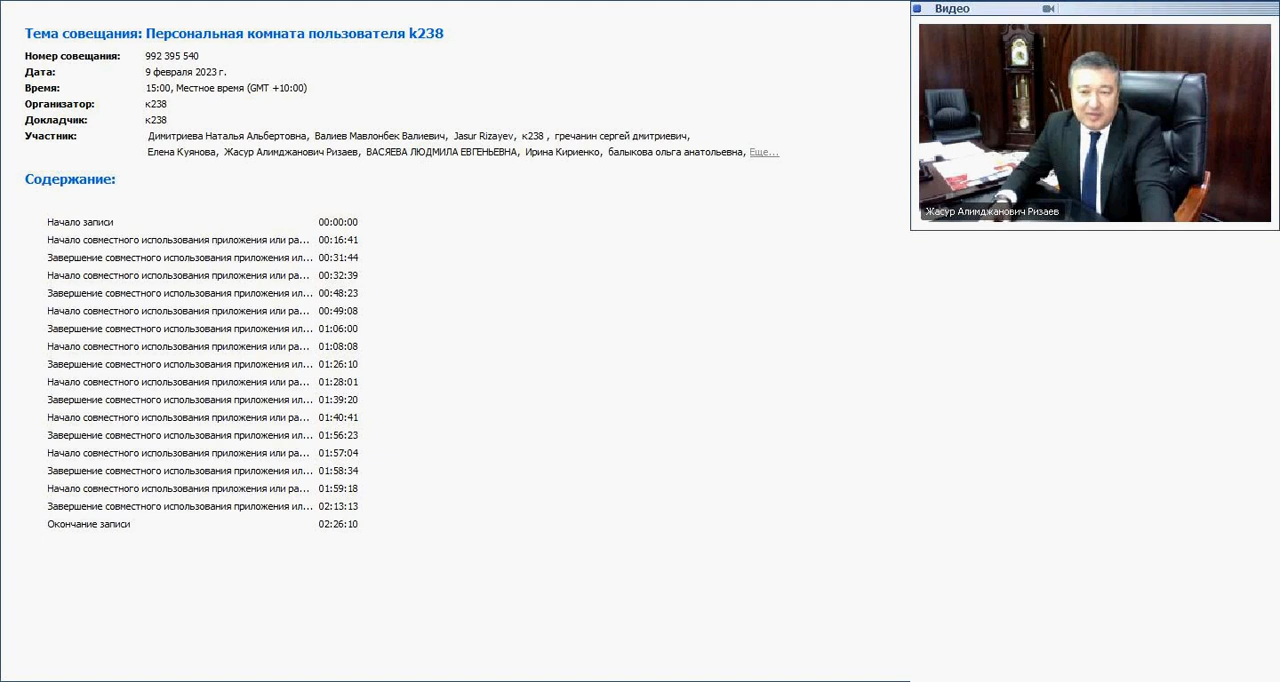 Тема совещания: Персональная комната пользователя k238
Номер совещания: 992 395 540
Дата: 9 февраля 2023 г.
Время: 15:00, Местное время (GMT +10:00)
Организатор: к238
Докладчик: к238
Участник: Димитриева Наталья Альбертовна, Валиев Мавлонбек Валиевич, Jasur Rizayev, к238 , гречанин сергей дмитриевич,
Елена Куянова, Жасур Алимджанович Ризаев, ВАСЯЕВА ЛЮДМИЛА ЕВГЕНЬЕВНА, Ирина Кириенко, балыкова ольга анатольевна, Еще...
Содержание:
Начало записи 00:00:00
Начало совместного использования приложения или ра... 00:16:41
Завершение совместного использования приложения ил... 00:31:44
Начало совместного использования приложения или ра... 00:32:39
Завершение совместного использования приложения ил... 00:48:23
Начало совместного использования приложения или ра... 00:49:08
Завершение совместного использования приложения ил... 01:06:00
Начало совместного использования приложения или ра... 01:08:08
Завершение совместного использования приложения ил... 01:26:10
Начало совместного использования приложения или ра... 01:28:01
Завершение совместного использования приложения ил... 01:39:20
Начало совместного использования приложения или ра... 01:40:41
Завершение совместного использования приложения ил... 01:56:23
Начало совместного использования приложения или ра... 01:57:04
Завершение совместного использования приложения ил... 01:58:34
Начало совместного использования приложения или ра... 01:59:18
Завершение совместного использования приложения ил... 02:13:13
Окончание записи 02:26:10
Видео
Жасур Алимджанович Ризаев